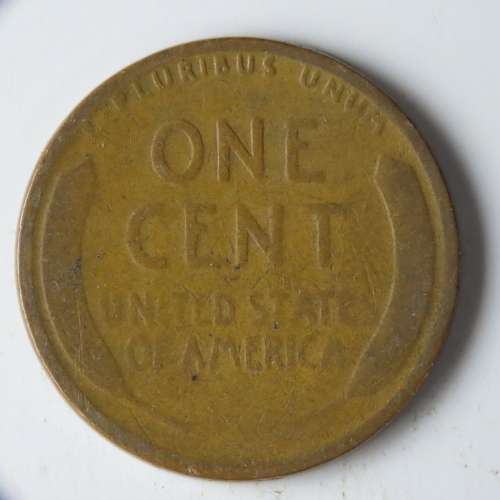 E PLURIBUS UNUM
ONE
CENT
UNITED STATES
OF AMERICA